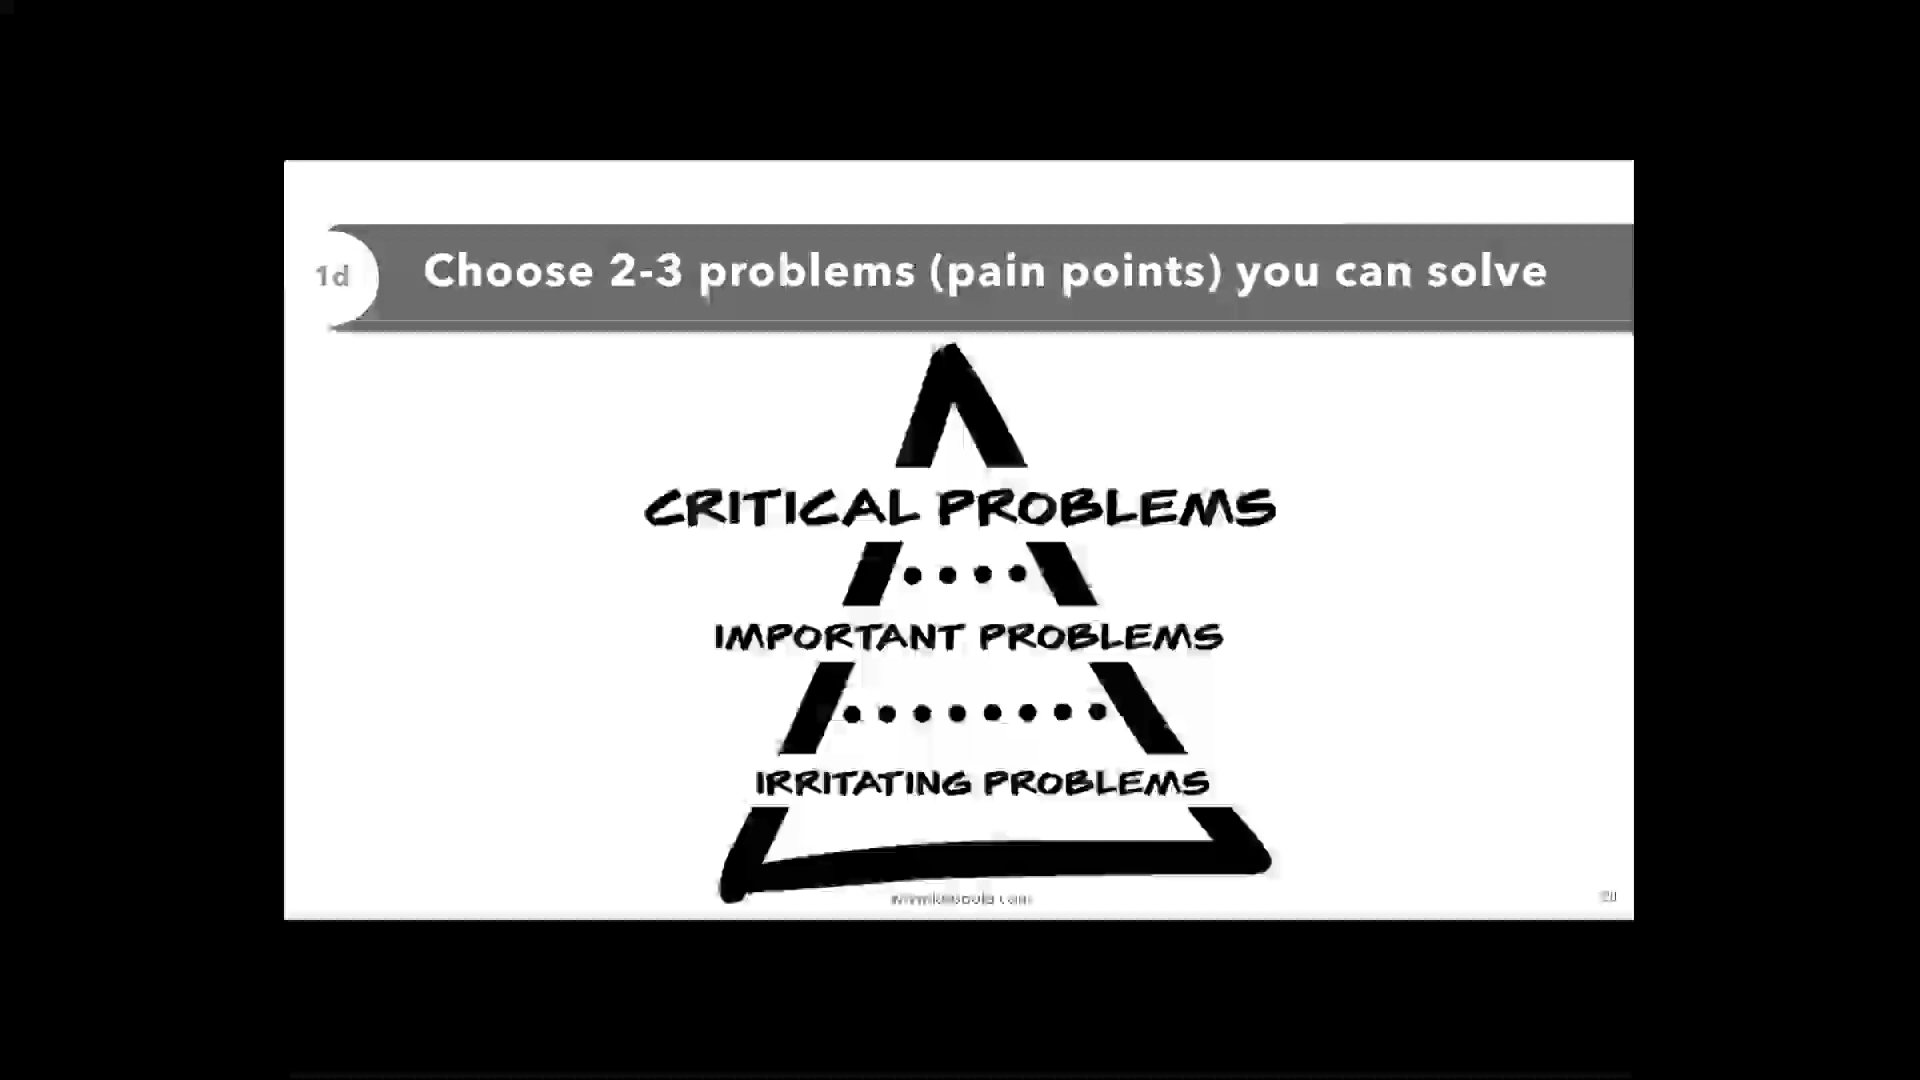 1d
Choose 2-3 problems (pain points) you can solve
CRITICAL PROBLEMS
IMPORTANT PROBLEMS
IRRITATING PROBLEMS